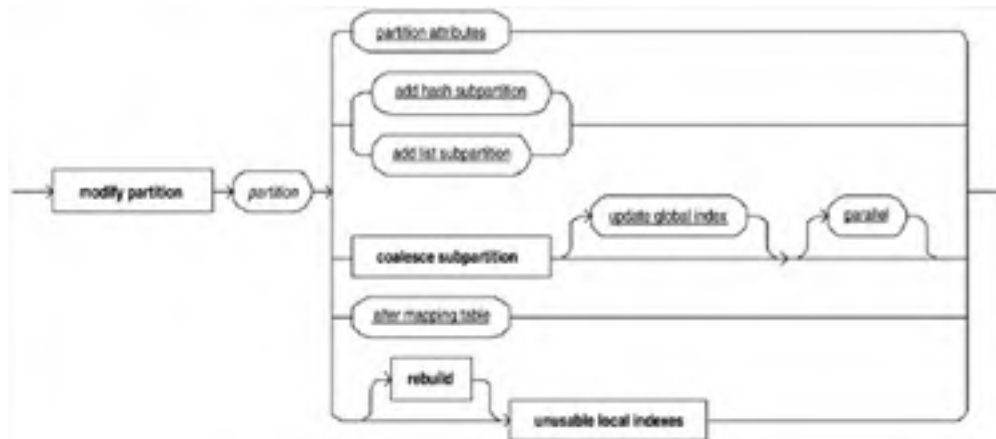 partition attributes
add hash subpartition
add list subpartition
modify partition
partition
update global index
parallel
coalesce subpartition
alter mapping table
rebuild
unusable local indexes